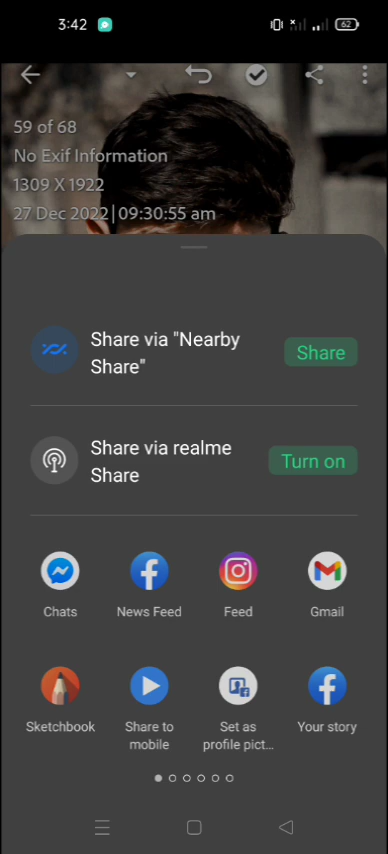 3:42
62
59 of 68
No Exif Information
1309 X 1922
27 Dec 2022|09:30:55 am
Share via "Nearby
Share"
Share
Share via realme
Share
Turn on
Chats
News Feed
Feed
Gmail
Sketchbook
Share to
mobile
Set as
profile pict...
Your story